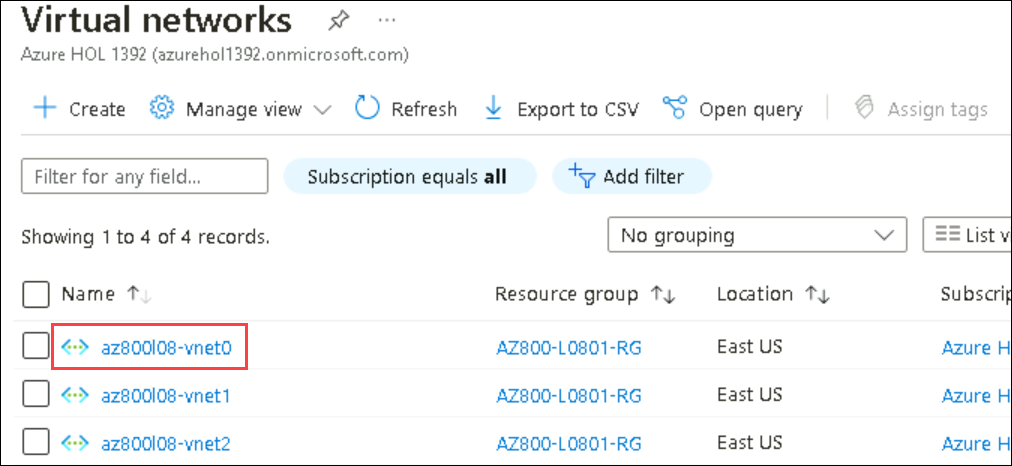 Virtual networks ...
Azure HOL 1392 (azurehol1392.onmicrosoft.com)
Create Manage view Refresh Export to CSV Open query Assign tags
Filter for any field... Subscription equals all Add filter
Showing 1 to 4 of 4 records. No grouping List v
Name Resource group Location Subscrip
az800l08-vnet0 AZ800-L0801-RG East US Azure H
az800l08-vnet1 AZ800-L0801-RG East US Azure H
az800l08-vnet2 AZ800-L0801-RG East US Azure H